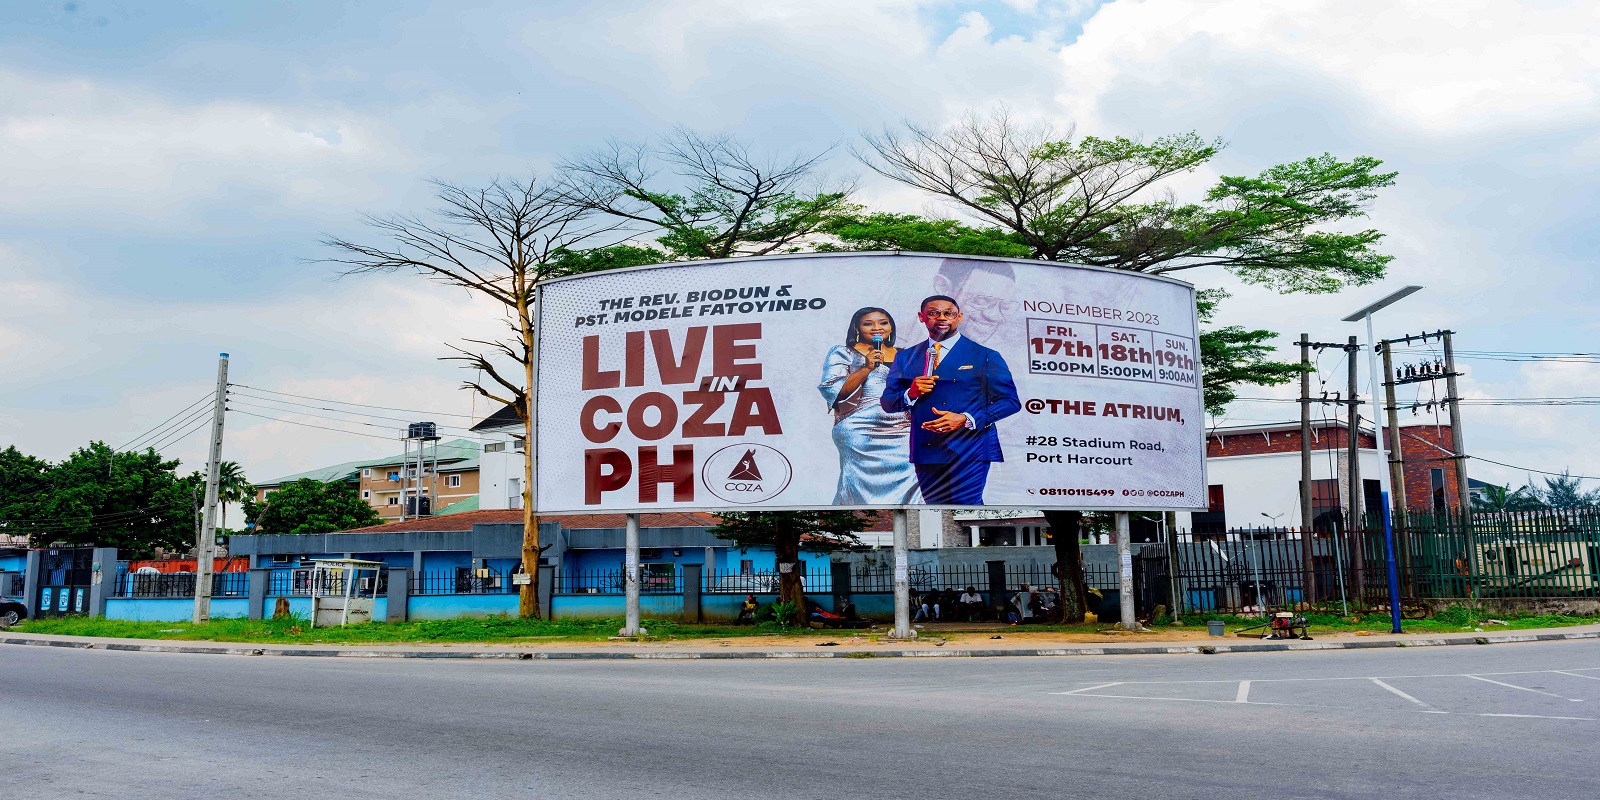 THE REV. BIODUN &
PST. MODELE FATOYINBO
LIVE
IN
COZA
PH
COZA
NOVEMBER 2023
FRI.
17th
5:00PM
SAT.
18th
5:00PM
SUN.
19th
9:00AM
@THE ATRIUM,
#28 Stadium Road,
Port Harcourt
08110115499 @COZAPH